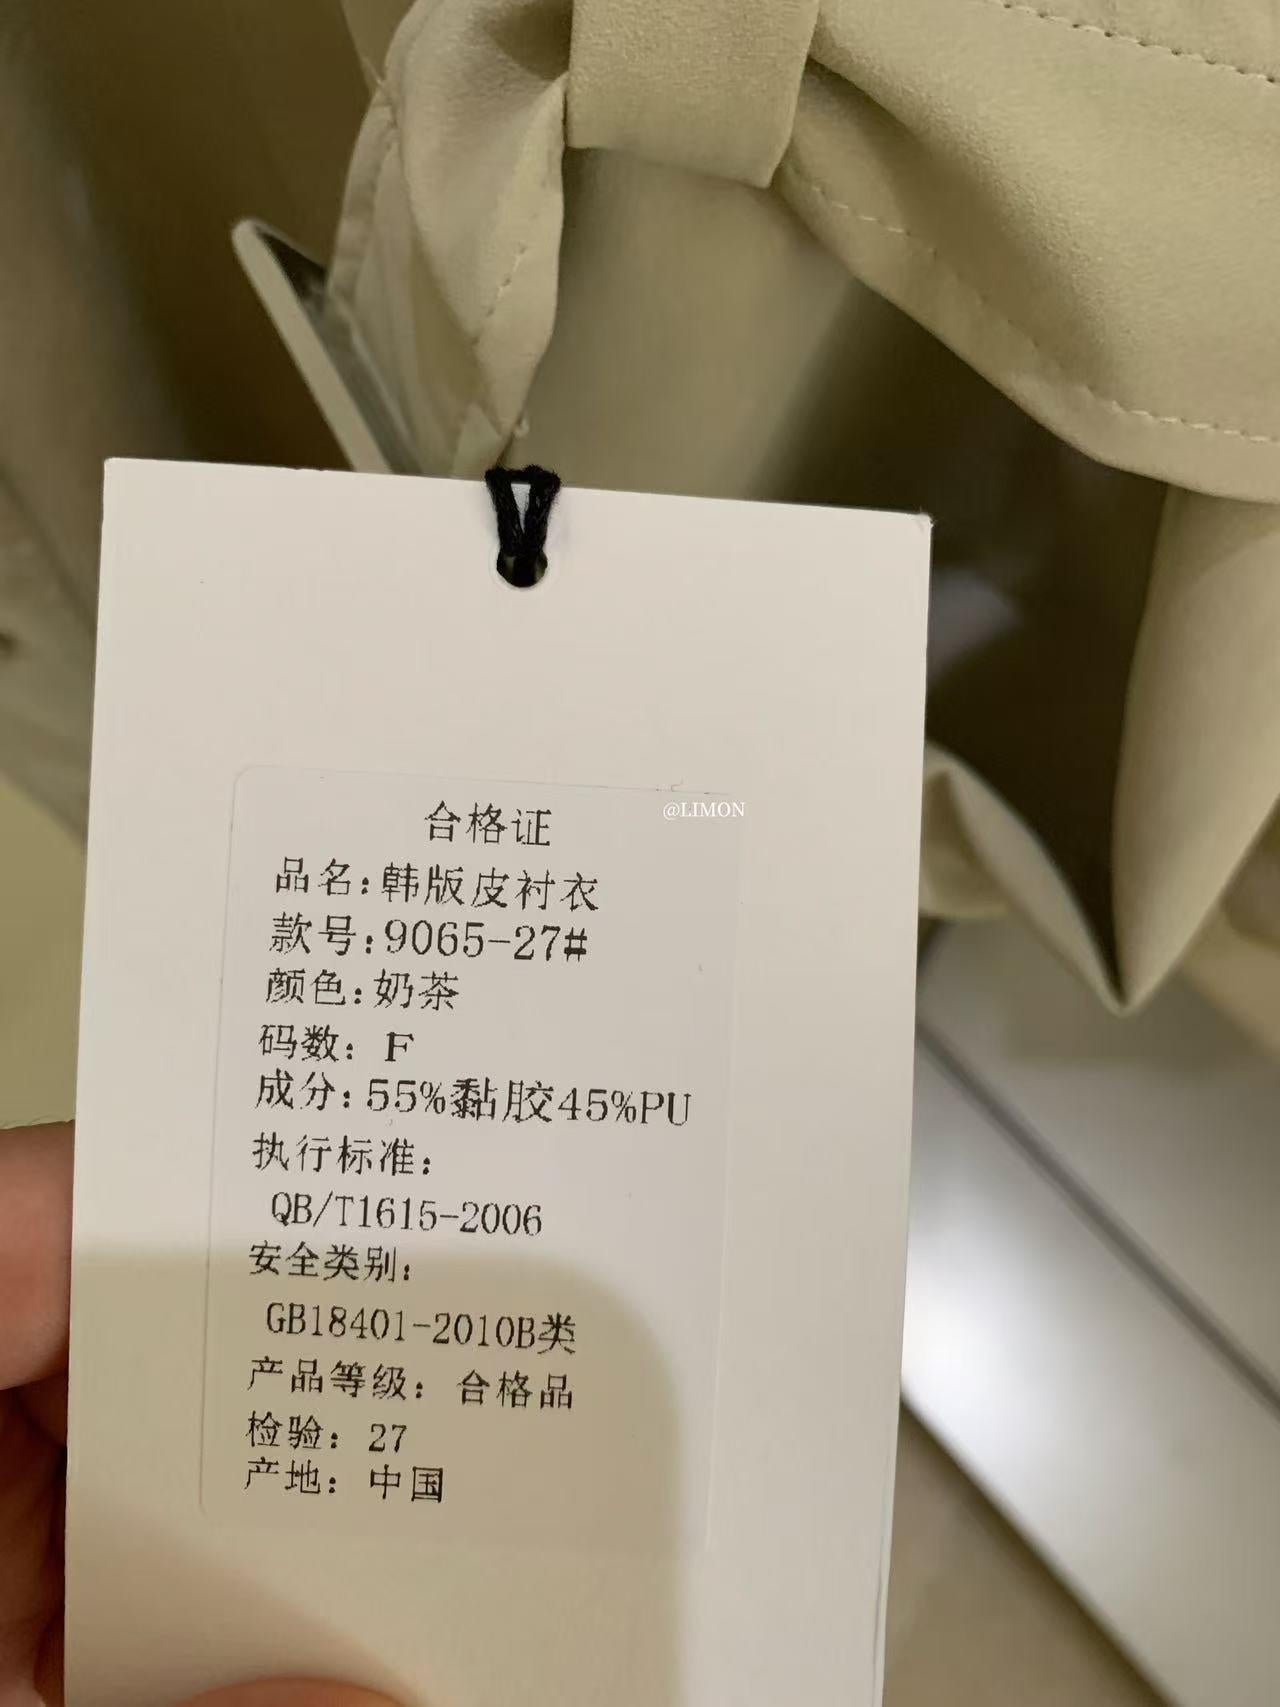 @LIMON
合格证
品名:韩版皮衬衣
款号:9065-27#
颜色:奶茶
码数: F
成分:55%黏胶45%PU
执行标准:
QB/T1615-2006
安全类别:
GB18401-2010B类
产品等级: 合格品
检验: 27
产地: 中国